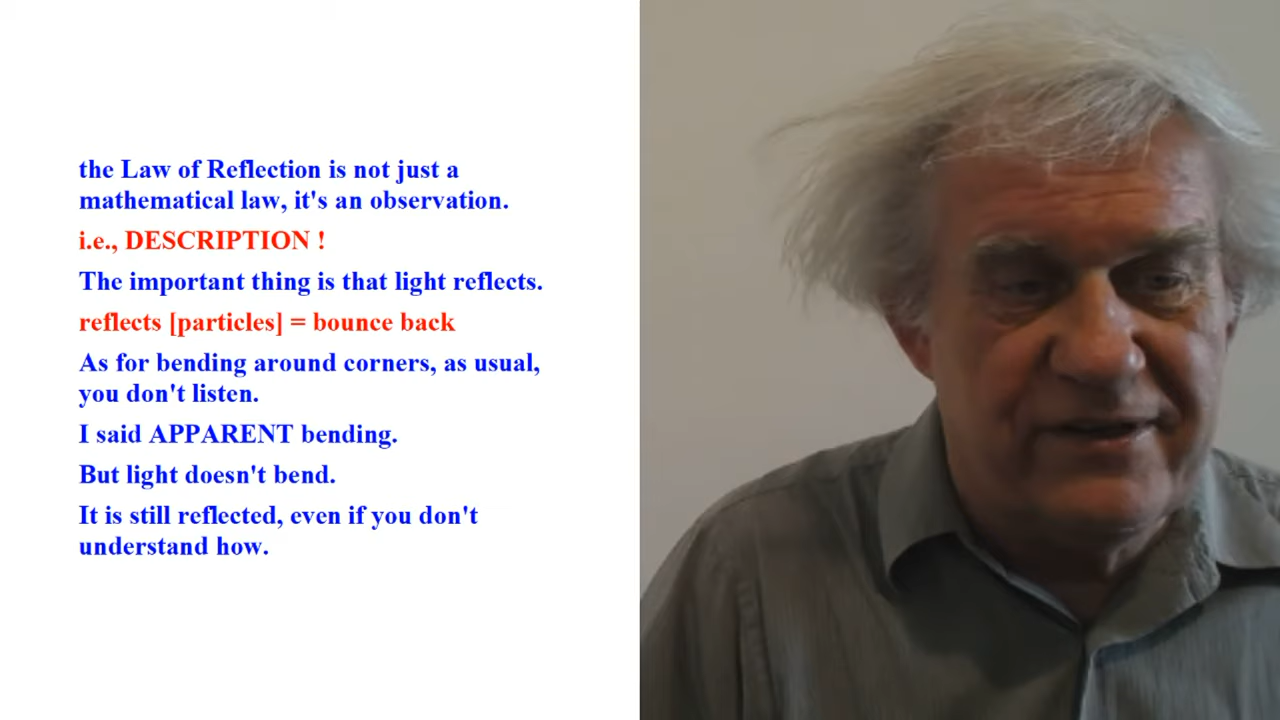 the Law of Reflection is not just a
mathematical law, it's an observation.
i.e., DESCRIPTION !
The important thing is that light reflects.
reflects [particles] = bounce back
As for bending around corners, as usual,
you don't listen.
I said APPARENT bending.
But light doesn't bend.
It is still reflected, even if you don't
understand how.